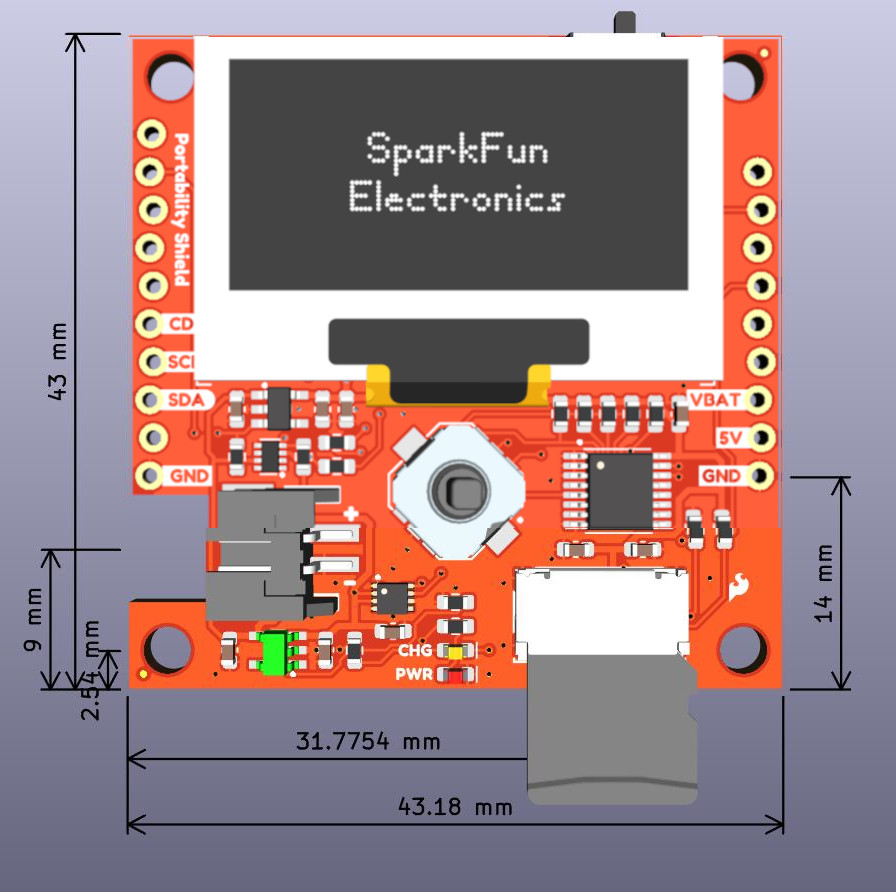 SparkFun
Electronics
Portability Shield
CD
SCL
SDA
GND
VBAT
5V
GND
+
-
CHG
PWR
43 mm
9 mm
2.54 mm
14 mm
31.7754 mm
43.18 mm